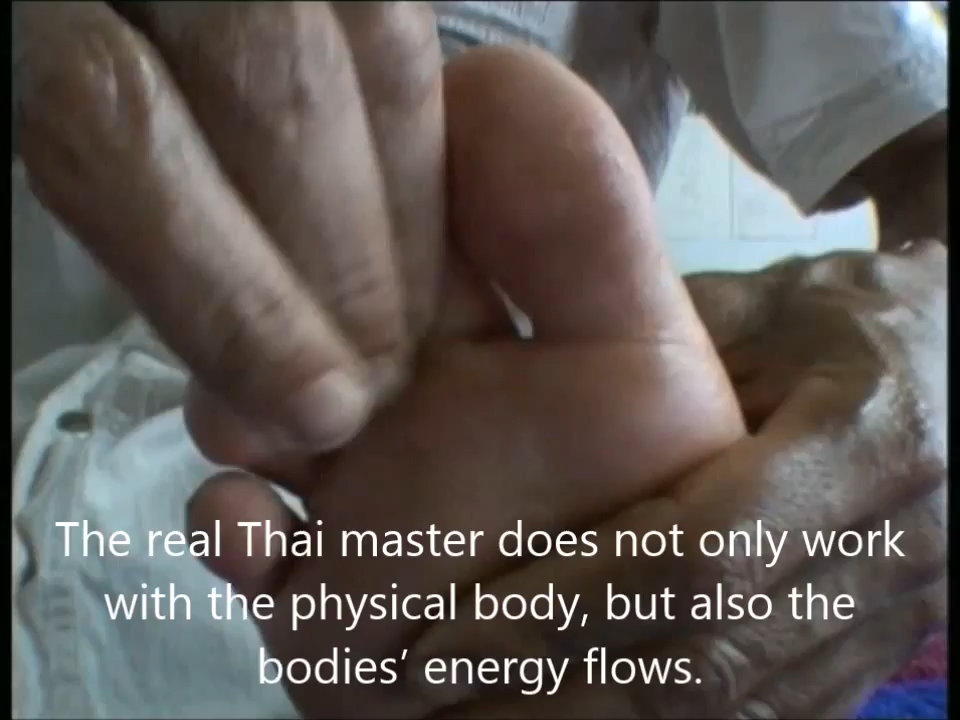 The real Thai master does not only work
with the physical body, but also the
bodies’ energy flows.